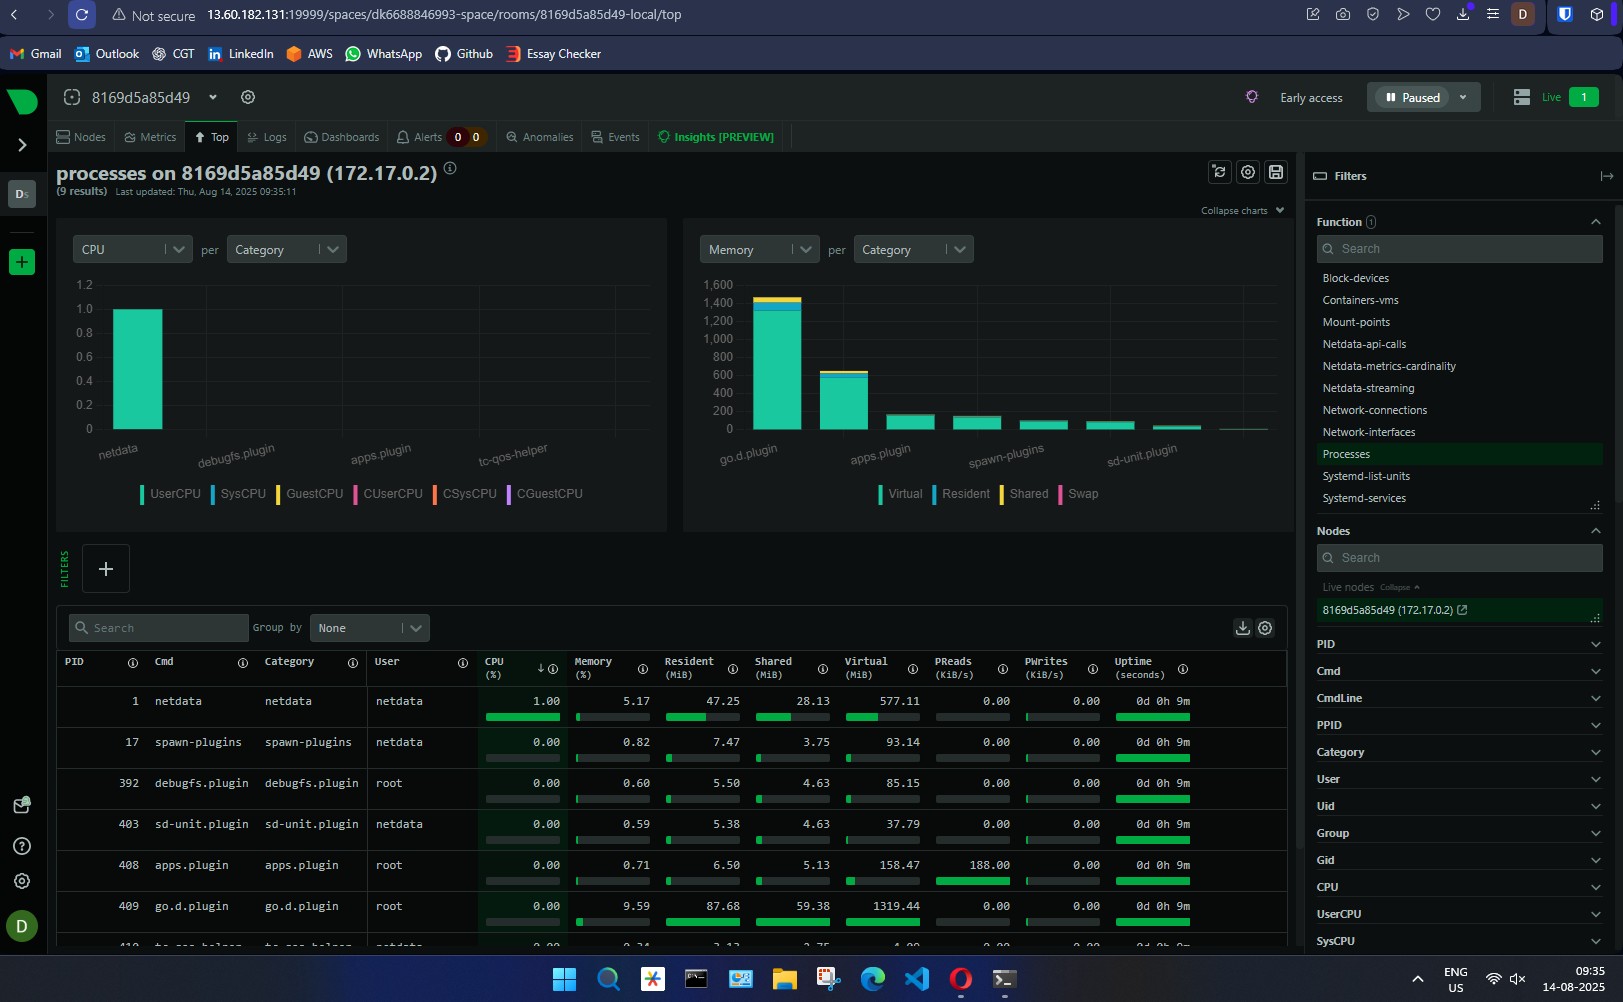 Not secure 13.60.182.131:19999/spaces/dk6688846993-space/rooms/8169d5a85d49-local/top
D
Gmail Outlook CGT LinkedIn AWS WhatsApp Github Essay Checker
8169d5a85d49
Early access Paused Live 1
Nodes Metrics Top Logs Dashboards Alerts 0 0 Anomalies Events Insights [PREVIEW]
Ds
processes on 8169d5a85d49 (172.17.0.2)
(9 results) Last updated: Thu, Aug 14, 2025 09:35:11
Collapse charts
CPU per Category
1.2
1.0
0.8
0.6
0.4
0.2
0
netdata debugfs.plugin apps.plugin tc-qos-helper
UserCPU SysCPU GuestCPU CUserCPU CSysCPU CGuestCPU
Memory per Category
1,600
1,400
1,200
1,000
800
600
400
200
0
go.d.plugin apps.plugin spawn-plugins sd-unit.plugin
Virtual Resident Shared Swap
FILTERS
Search Group by None
PID Cmd Category User CPU (%) Memory (%) Resident (MiB) Shared (MiB) Virtual (MiB) PReads (KiB/s) PWrites (KiB/s) Uptime (seconds)
1 netdata netdata netdata 1.00 5.17 47.25 28.13 577.11 0.00 0.00 0d 0h 9m
17 spawn-plugins spawn-plugins netdata 0.00 0.82 7.47 3.75 93.14 0.00 0.00 0d 0h 9m
392 debugfs.plugin debugfs.plugin root 0.00 0.60 5.50 4.63 85.15 0.00 0.00 0d 0h 9m
403 sd-unit.plugin sd-unit.plugin netdata 0.00 0.59 5.38 4.63 37.79 0.00 0.00 0d 0h 9m
408 apps.plugin apps.plugin root 0.00 0.71 6.50 5.13 158.47 188.00 0.00 0d 0h 9m
409 go.d.plugin go.d.plugin root 0.00 9.59 87.68 59.38 1319.44 0.00 0.00 0d 0h 9m
Filters
Function 1
Search
Block-devices
Containers-vms
Mount-points
Netdata-api-calls
Netdata-metrics-cardinality
Netdata-streaming
Network-connections
Network-interfaces
Processes
Systemd-list-units
Systemd-services
Nodes
Search
Live nodes Collapse
8169d5a85d49 (172.17.0.2)
PID
Cmd
CmdLine
PPID
Category
User
Uid
Group
Gid
CPU
UserCPU
SysCPU
D
ENG
US
09:35
14-08-2025